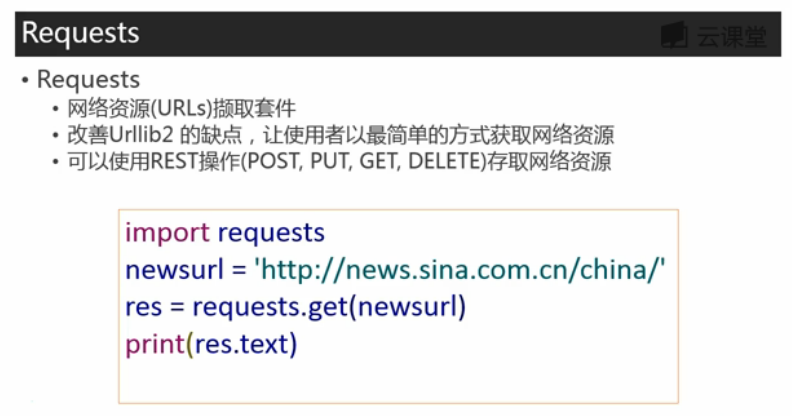 Requests
云课堂
• Requests
• 网络资源(URLs)撷取套件
• 改善Urllib2 的缺点，让使用者以最简单的方式获取网络资源
• 可以使用REST操作(POST, PUT, GET, DELETE)存取网络资源
import requests
newsurl = 'http://news.sina.com.cn/china/'
res = requests.get(newsurl)
print(res.text)